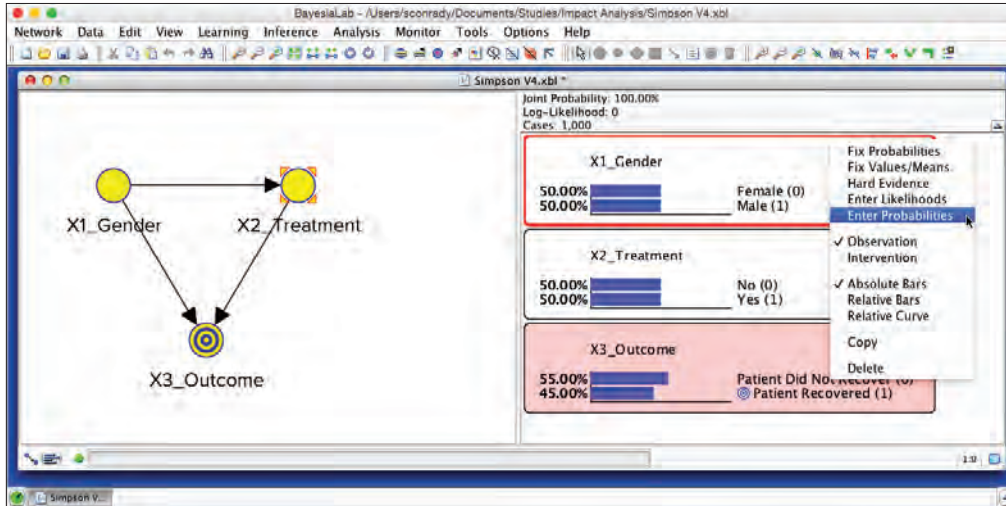 BayesiaLab - /Users/sconrady/Documents/Studies/Impact Analysis/Simpson V4.xbl
Network Data Edit View Learning Inference Analysis Monitor Tools Options Help
Simpson V4.xbl *
X1_Gender X2_Treatment
X3_Outcome
Joint Probability: 100.00%
Log-Likelihood: 0
Cases: 1,000
X1_Gender
50.00% Female (0)
50.00% Male (1)
X2_Treatment
50.00% No (0)
50.00% Yes (1)
X3_Outcome
55.00% Patient Did Not Recover (0)
45.00% Patient Recovered (1)
Fix Probabilities
Fix Values/Means
Hard Evidence
Enter Likelihoods
Enter Probabilities
✓ Observation
Intervention
✓ Absolute Bars
Relative Bars
Relative Curve
Copy
Delete
Simpson V...